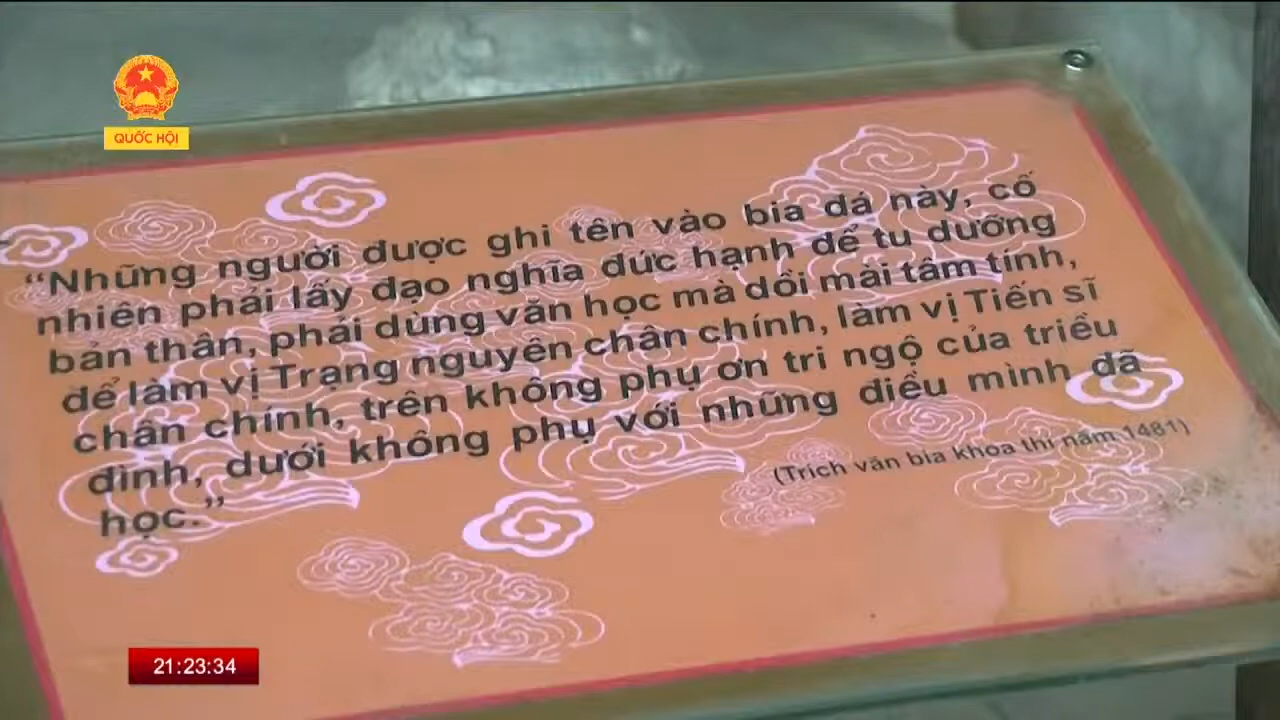 QUỐC HỘI
“Những người được ghi tên vào bia đá này, cố
nhiên phải lấy đạo nghĩa đức hạnh để tu dưỡng
bản thân, phải dùng văn học mà dồi mài tâm tính,
để làm vị Trạng nguyên chân chính, làm vị Tiến sĩ
chân chính, trên không phụ ơn tri ngộ của triều
đình, dưới không phụ với những điều mình đã
học.”
(Trích văn bia khoa thi năm 1481)
21:23:34